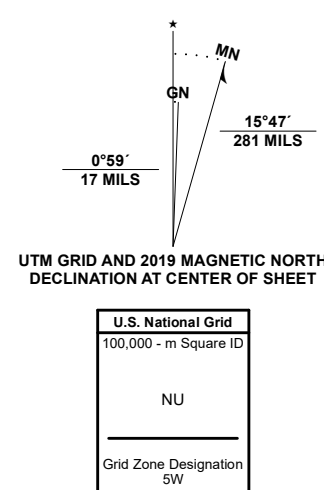 MN
GN
15°47´
281 MILS
0°59´
17 MILS
UTM GRID AND 2019 MAGNETIC NORTH
DECLINATION AT CENTER OF SHEET
U.S. National Grid
100,000 - m Square ID
NU
Grid Zone Designation
5W